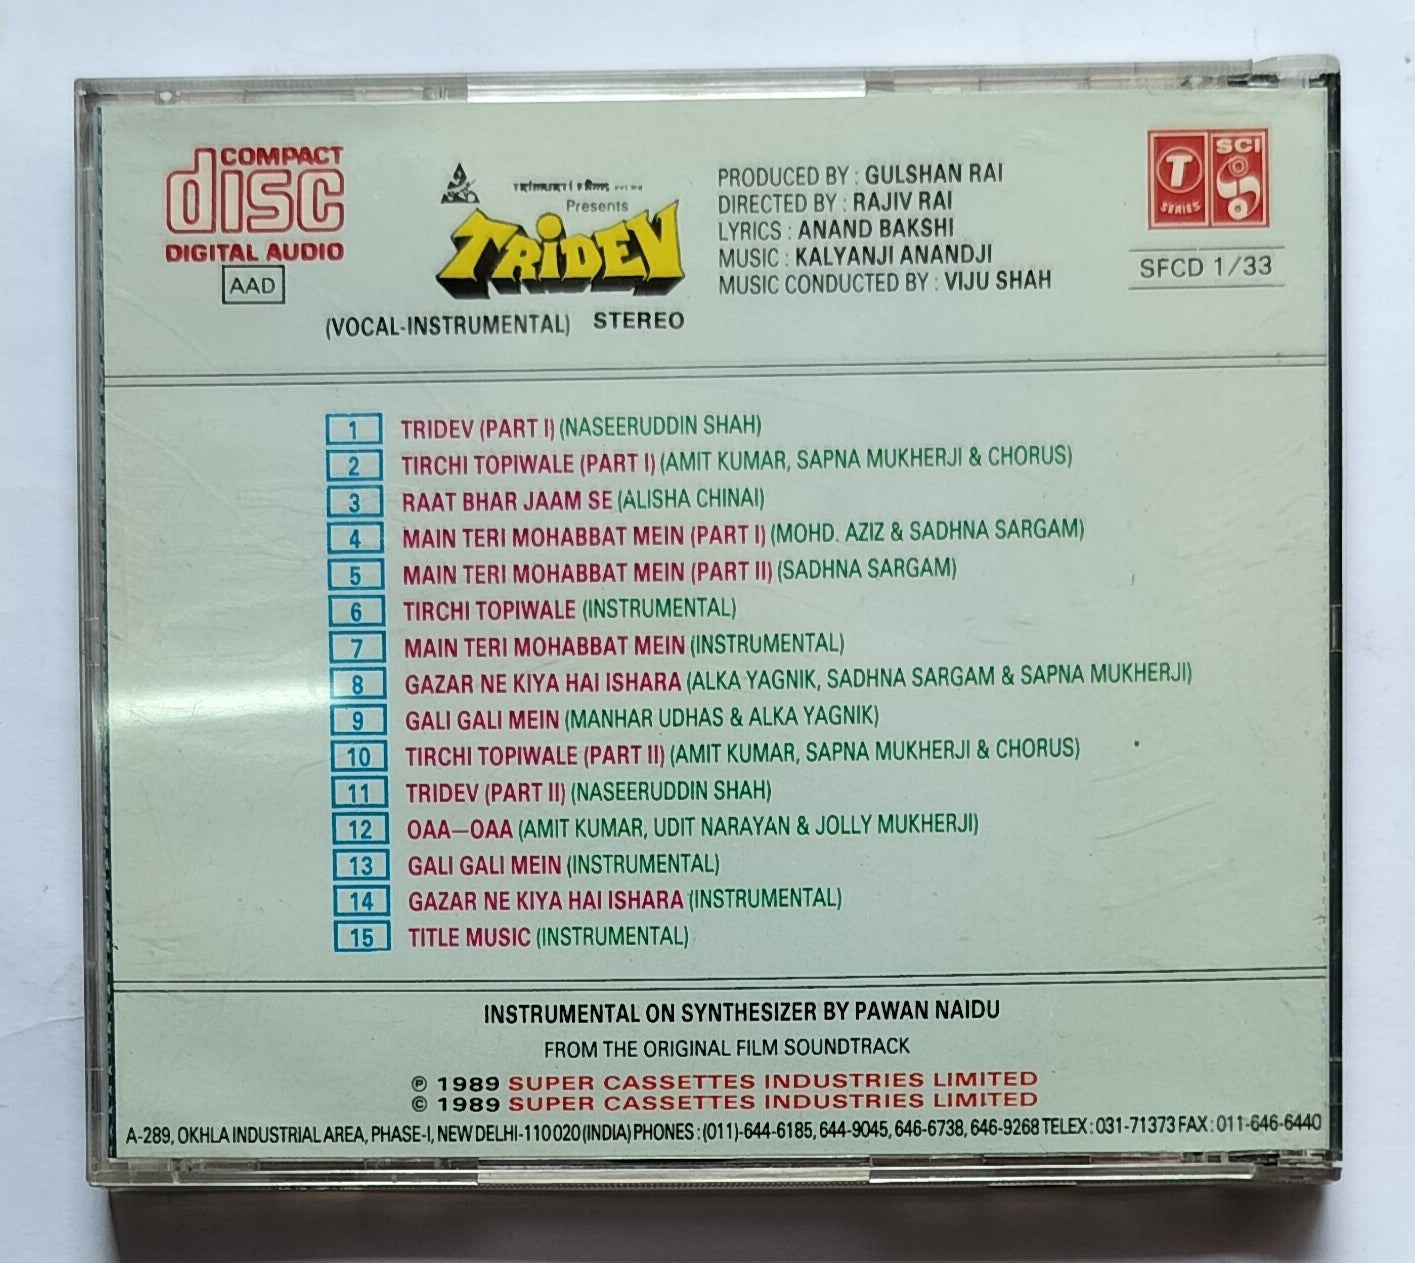 COMPACT
disc
DIGITAL AUDIO
AAD
TRIMURTI FILMS PVT. LTD.
Presents
TRIDEV
(VOCAL-INSTRUMENTAL) STEREO
PRODUCED BY : GULSHAN RAI
DIRECTED BY : RAJIV RAI
LYRICS : ANAND BAKSHI
MUSIC : KALYANJI ANANDJI
MUSIC CONDUCTED BY : VIJU SHAH
T
SERIES
SCI
SFCD 1/33
1 TRIDEV (PART I) (NASEERUDDIN SHAH)
2 TIRCHI TOPIWALE (PART I) (AMIT KUMAR, SAPNA MUKHERJI & CHORUS)
3 RAAT BHAR JAAM SE (ALISHA CHINAI)
4 MAIN TERI MOHABBAT MEIN (PART I) (MOHD. AZIZ & SADHNA SARGAM)
5 MAIN TERI MOHABBAT MEIN (PART II) (SADHNA SARGAM)
6 TIRCHI TOPIWALE (INSTRUMENTAL)
7 MAIN TERI MOHABBAT MEIN (INSTRUMENTAL)
8 GAZAR NE KIYA HAI ISHARA (ALKA YAGNIK, SADHNA SARGAM & SAPNA MUKHERJI)
9 GALI GALI MEIN (MANHAR UDHAS & ALKA YAGNIK)
10 TIRCHI TOPIWALE (PART II) (AMIT KUMAR, SAPNA MUKHERJI & CHORUS)
11 TRIDEV (PART II) (NASEERUDDIN SHAH)
12 OAA—OAA (AMIT KUMAR, UDIT NARAYAN & JOLLY MUKHERJI)
13 GALI GALI MEIN (INSTRUMENTAL)
14 GAZAR NE KIYA HAI ISHARA (INSTRUMENTAL)
15 TITLE MUSIC (INSTRUMENTAL)
INSTRUMENTAL ON SYNTHESIZER BY PAWAN NAIDU
FROM THE ORIGINAL FILM SOUNDTRACK
℗ 1989 SUPER CASSETTES INDUSTRIES LIMITED
© 1989 SUPER CASSETTES INDUSTRIES LIMITED
A-289, OKHLA INDUSTRIAL AREA, PHASE-I, NEW DELHI-110 020 (INDIA) PHONES : (011)-644-6185, 644-9045, 646-6738, 646-9268 TELEX : 031-71373 FAX : 011-646-6440